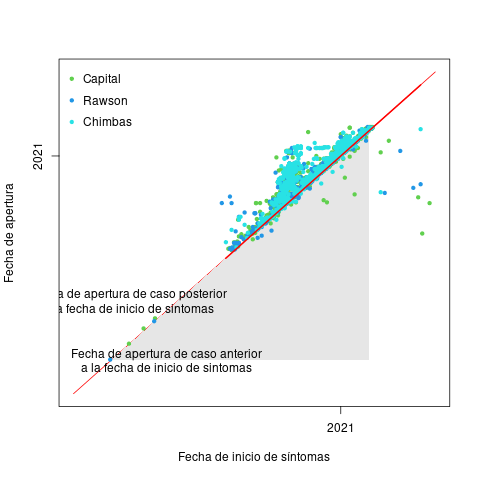 Capital
Rawson
Chimbas
2021
Fecha de apertura
a de apertura de caso posterior
a fecha de inicio de síntomas
Fecha de apertura de caso anterior
a la fecha de inicio de síntomas
2021
Fecha de inicio de síntomas